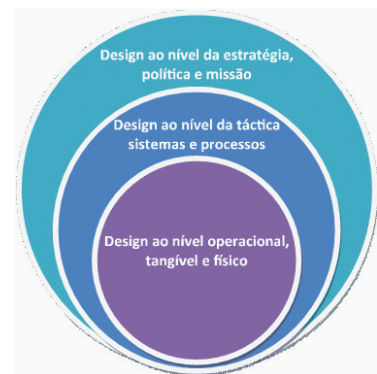 Design ao nível da estratégia,
política e missão
Design ao nível da táctica
sistemas e processos
Design ao nível operacional,
tangível e físico